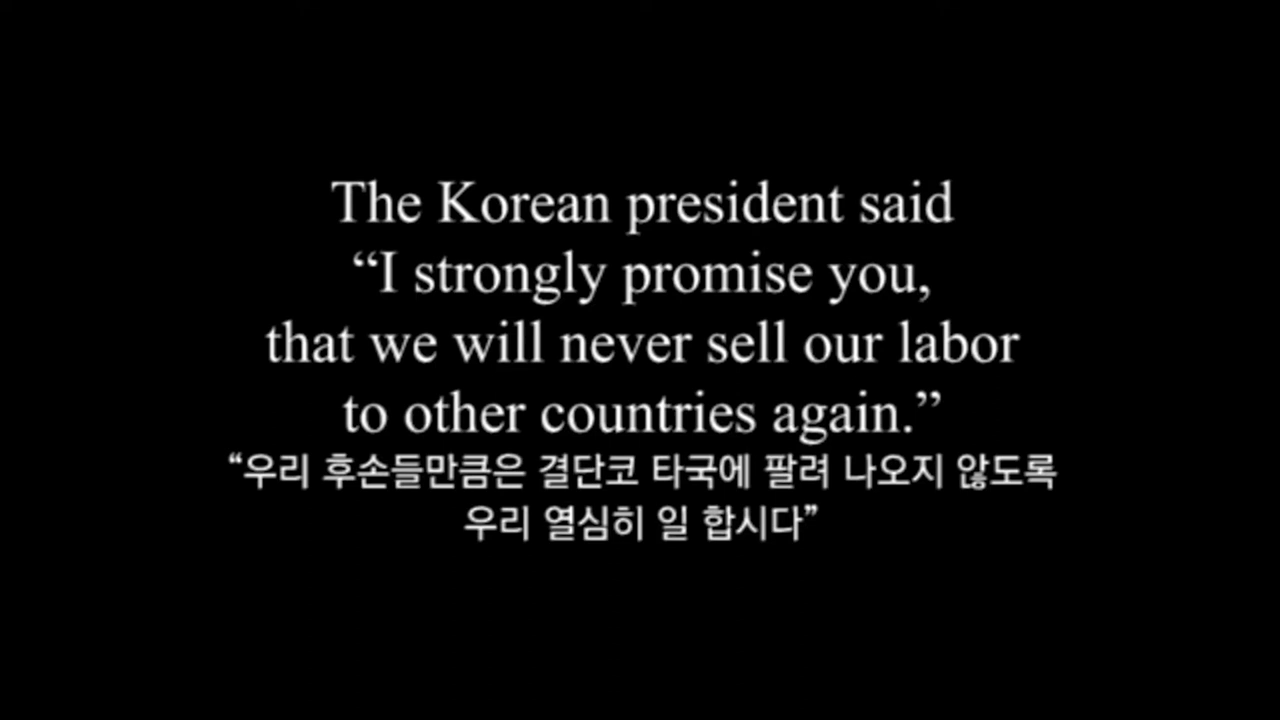 The Korean president said
“I strongly promise you,
that we will never sell our labor
to other countries again.”
“우리 후손들만큼은 결단코 타국에 팔려 나오지 않도록
우리 열심히 일 합시다”